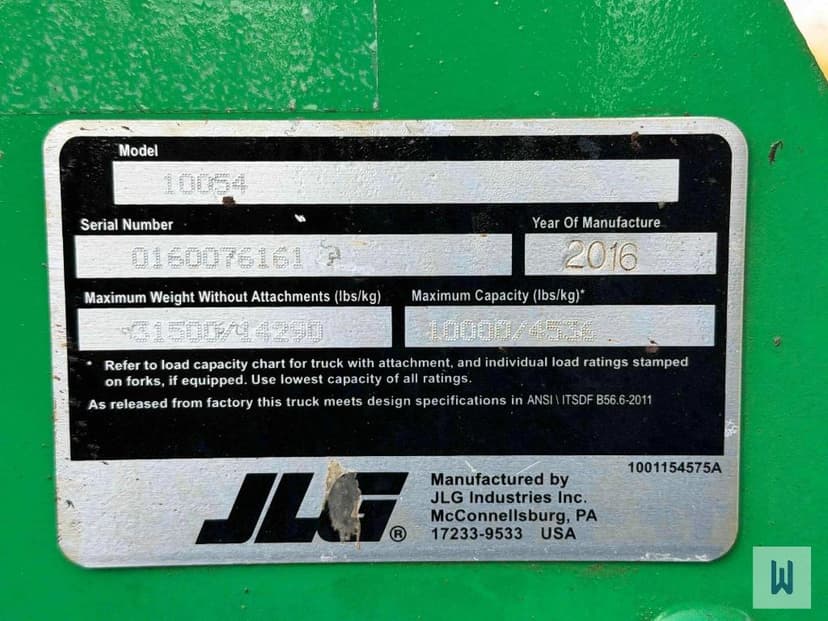 Model
10054
Serial Number
Year Of Manufacture
0160076161
2016
Maximum Weight Without Attachments (lbs/kg)
Maximum Capacity (lbs/kg)*
31500/14290
10000/4536
* Refer to load capacity chart for truck with attachment, and individual load ratings stamped
on forks, if equipped. Use lowest capacity of all ratings.
As released from factory this truck meets design specifications in ANSI \ ITSDF B56.6-2011
1001154575A
JLG®
Manufactured by
JLG Industries Inc.
McConnellsburg, PA
17233-9533 USA
W